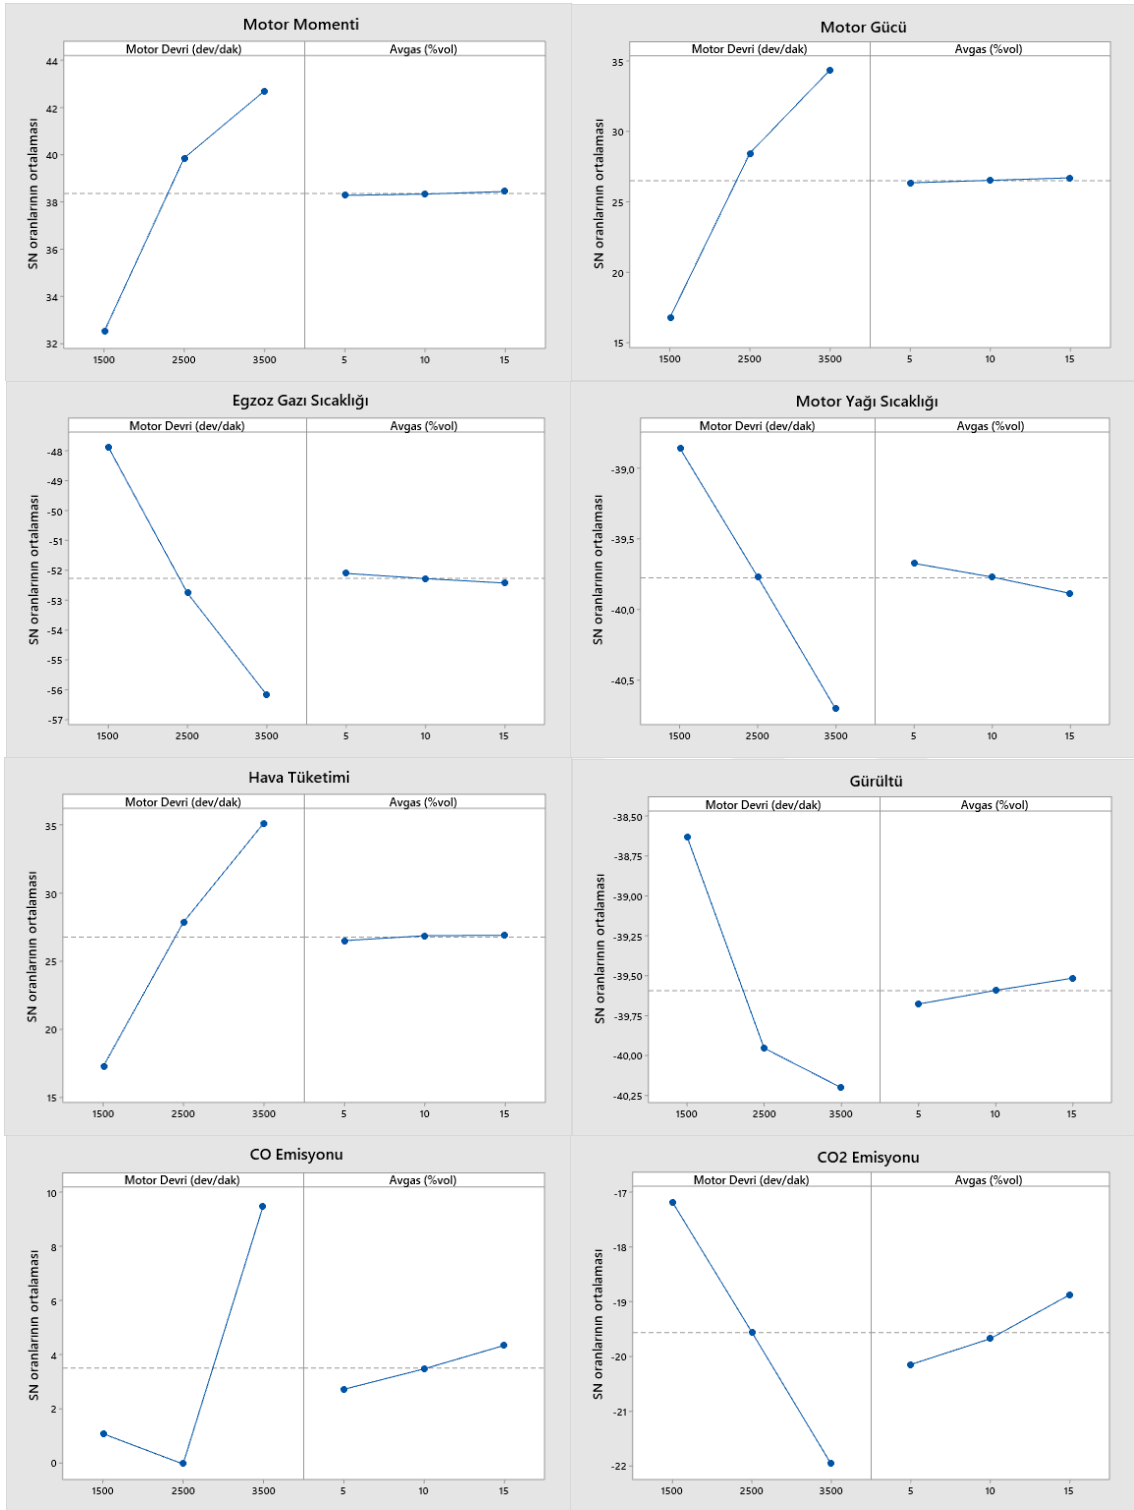 Motor Momenti
Motor Devri (dev/dak) Avgas (%vol)
SN oranlarının ortalaması
44
42
40
38
36
34
32
1500 2500 3500 5 10 15
Motor Gücü
Motor Devri (dev/dak) Avgas (%vol)
SN oranlarının ortalaması
35
30
25
20
15
1500 2500 3500 5 10 15
Egzoz Gazı Sıcaklığı
Motor Devri (dev/dak) Avgas (%vol)
SN oranlarının ortalaması
-48
-49
-50
-51
-52
-53
-54
-55
-56
-57
1500 2500 3500 5 10 15
Motor Yağı Sıcaklığı
Motor Devri (dev/dak) Avgas (%vol)
SN oranlarının ortalaması
-39,0
-39,5
-40,0
-40,5
1500 2500 3500 5 10 15
Hava Tüketimi
Motor Devri (dev/dak) Avgas (%vol)
SN oranlarının ortalaması
35
30
25
20
15
1500 2500 3500 5 10 15
Gürültü
Motor Devri (dev/dak) Avgas (%vol)
SN oranlarının ortalaması
-38,50
-38,75
-39,00
-39,25
-39,50
-39,75
-40,00
-40,25
1500 2500 3500 5 10 15
CO Emisyonu
Motor Devri (dev/dak) Avgas (%vol)
SN oranlarının ortalaması
10
8
6
4
2
0
1500 2500 3500 5 10 15
CO2 Emisyonu
Motor Devri (dev/dak) Avgas (%vol)
SN oranlarının ortalaması
-17
-18
-19
-20
-21
-22
1500 2500 3500 5 10 15